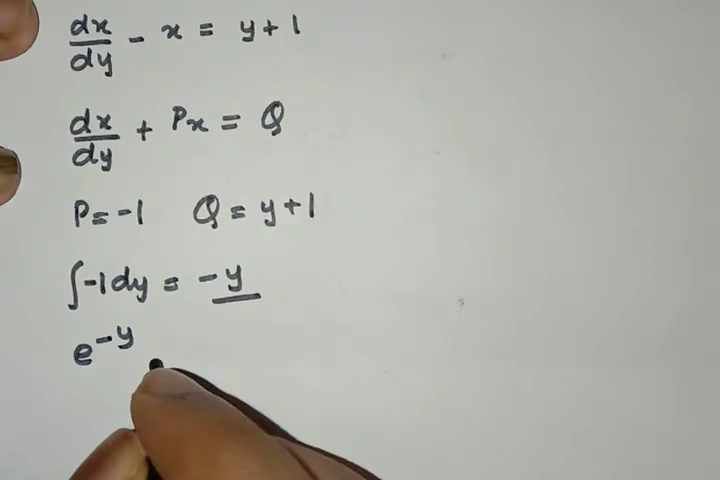 dx/dy - x = y+1
dx/dy + Px = Q
P = -1 Q = y+1
∫-1dy = -y
e^-y